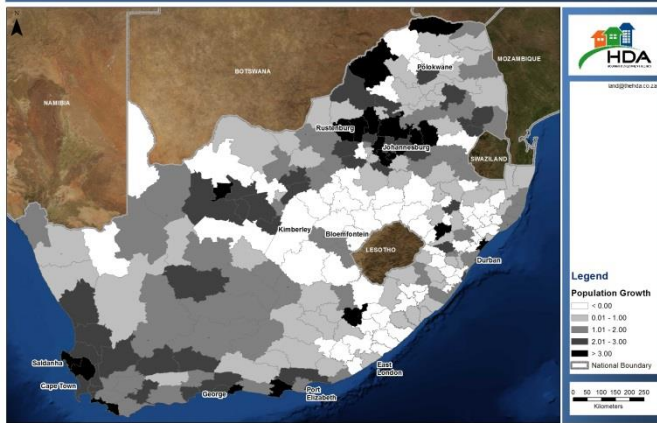 N
NAMIBIA
BOTSWANA
MOZAMBIQUE
Polokwane
Rustenburg
Johannesburg
SWAZILAND
Kimberley
Bloemfontein
LESOTHO
Durban
Saldanha
Cape Town
George
Port
Elizabeth
East
London
HDA
land@thehda.co.za
Legend
Population Growth
< 0.00
0.01 - 1.00
1.01 - 2.00
2.01 - 3.00
> 3.00
National Boundary
0 50 100 150 200 250
Kilometers